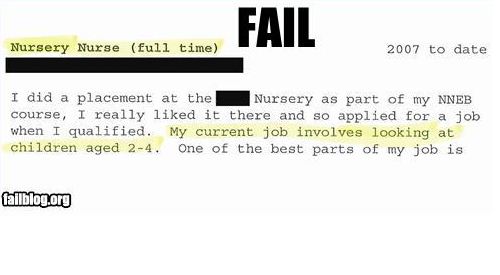 FAIL
Nursery Nurse (full time)
2007 to date
I did a placement at the Nursery as part of my NNEB
course, I really liked it there and so applied for a job
when I qualified. My current job involves looking at
children aged 2-4. One of the best parts of my job is
failblog.org